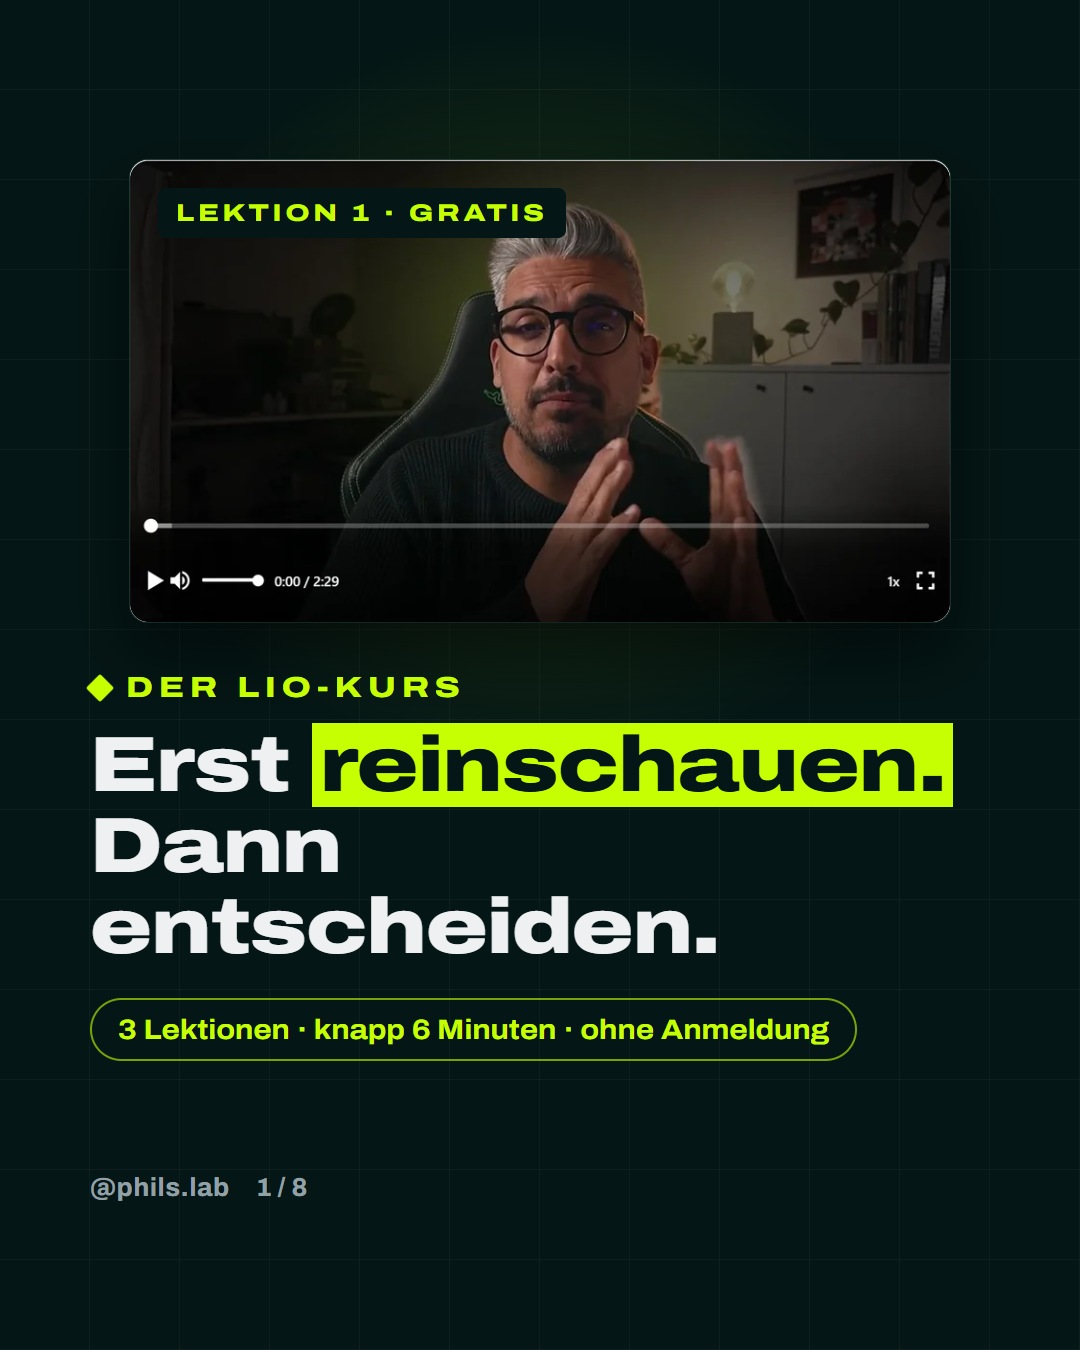 LEKTION 1 · GRATIS
0:00 / 2:29
1x
DER LIO-KURS
Erst reinschauen.
Dann
entscheiden.
3 Lektionen · knapp 6 Minuten · ohne Anmeldung
@phils.lab 1 / 8